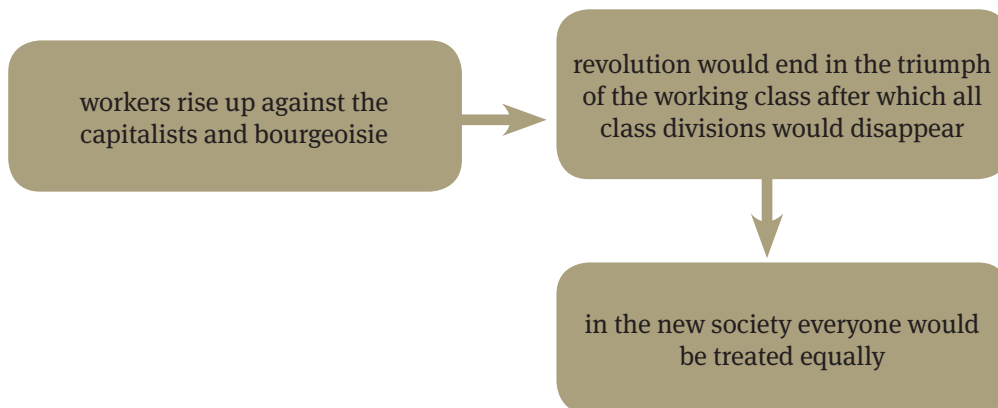 workers rise up against the
capitalists and bourgeoisie
revolution would end in the triumph
of the working class after which all
class divisions would disappear
in the new society everyone would
be treated equally